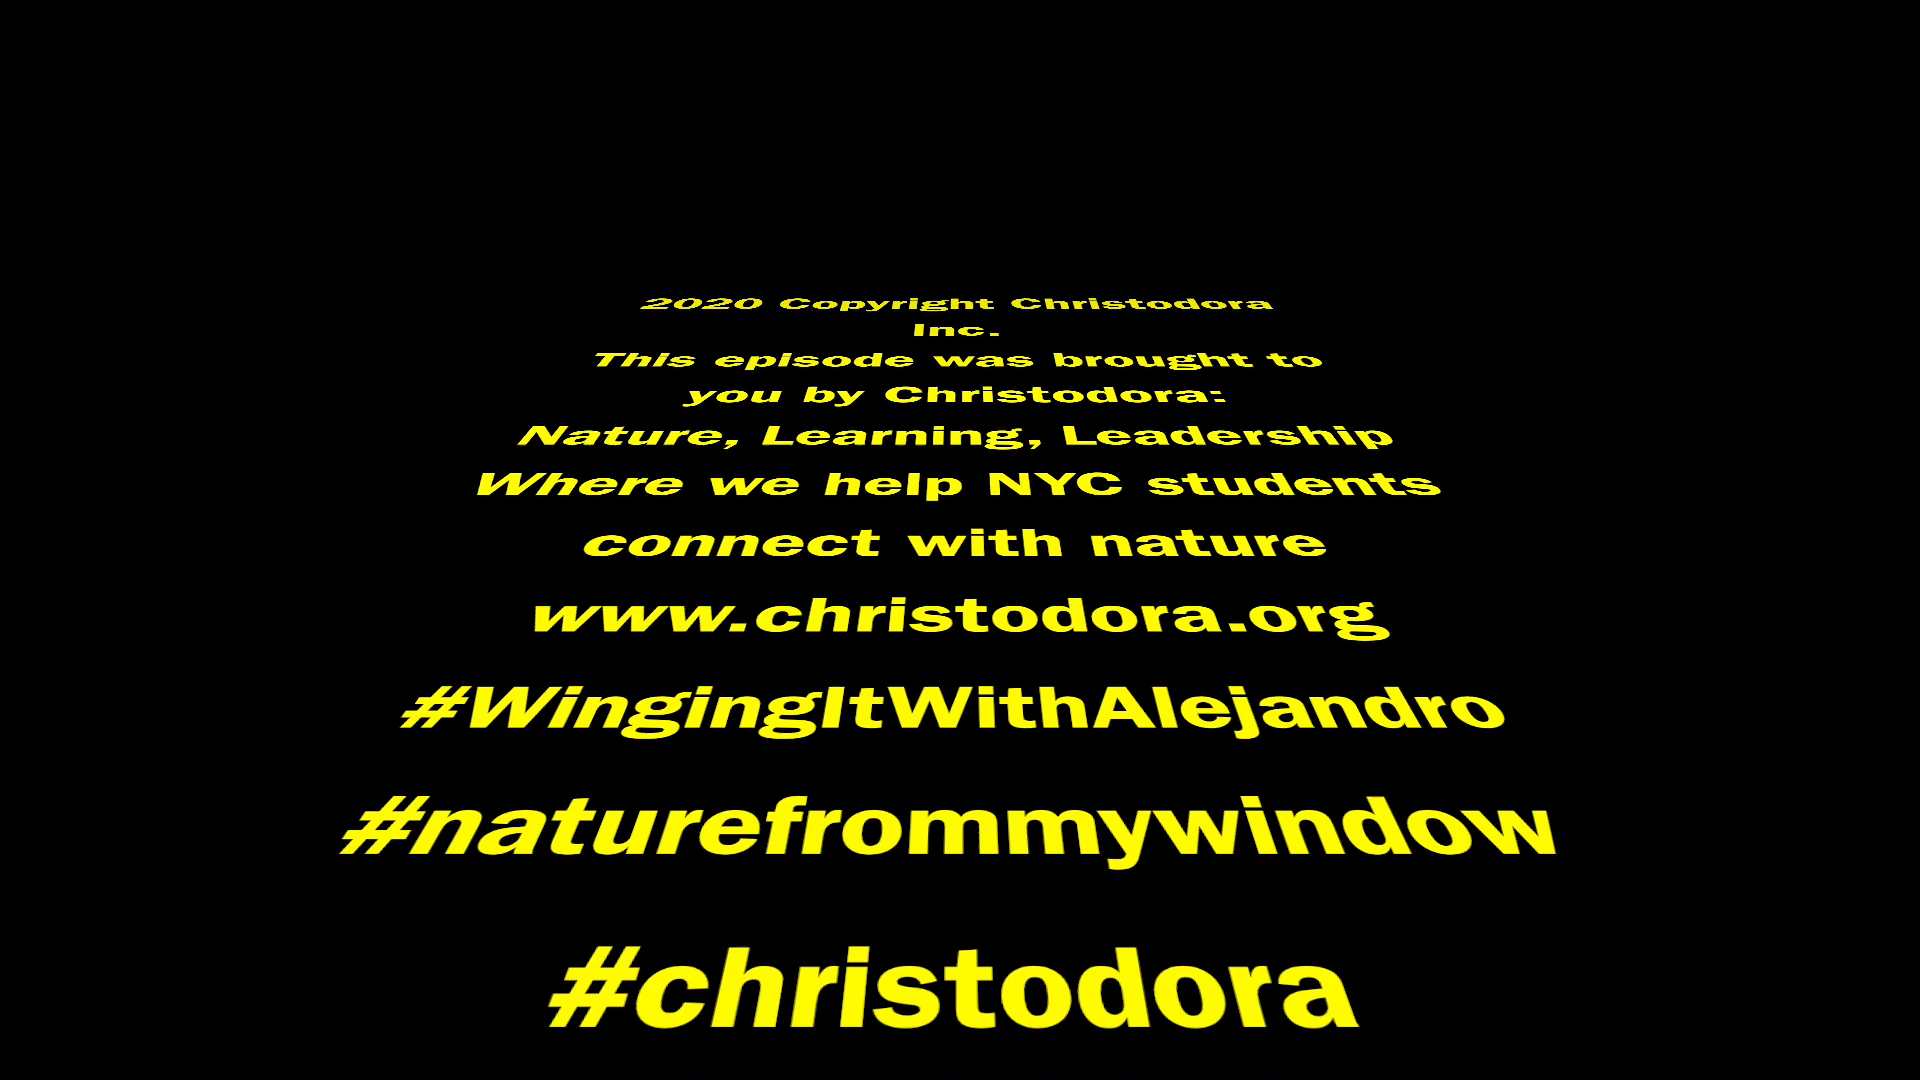 2020 Copyright Christodora
Inc.
This episode was brought to
you by Christodora:
Nature, Learning, Leadership
Where we help NYC students
connect with nature
www.christodora.org
#WingingItWithAlejandro
#naturefrommywindow
#christodora